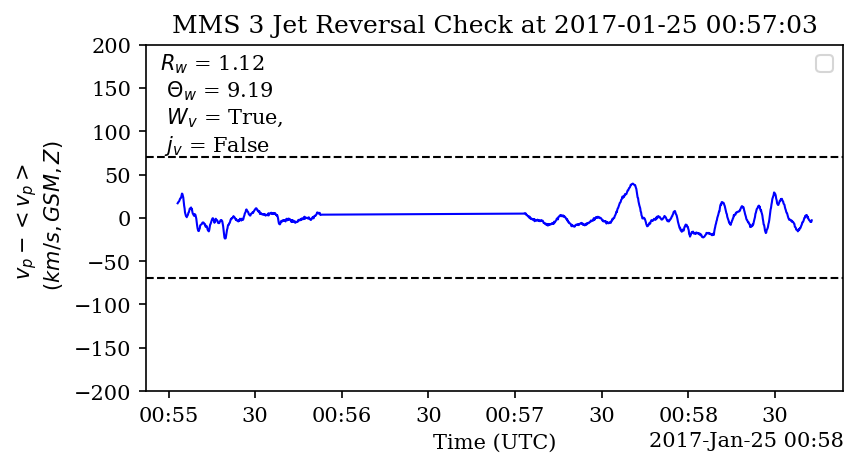 MMS 3 Jet Reversal Check at 2017-01-25 00:57:03
R_w = 1.12
Θ_w = 9.19
W_v = True,
j_v = False
v_p − < v_p >
(km/s, GSM, Z)
200
150
100
50
0
−50
−100
−150
−200
00:55 30 00:56 30 00:57 30 00:58 30
Time (UTC)
2017-Jan-25 00:58